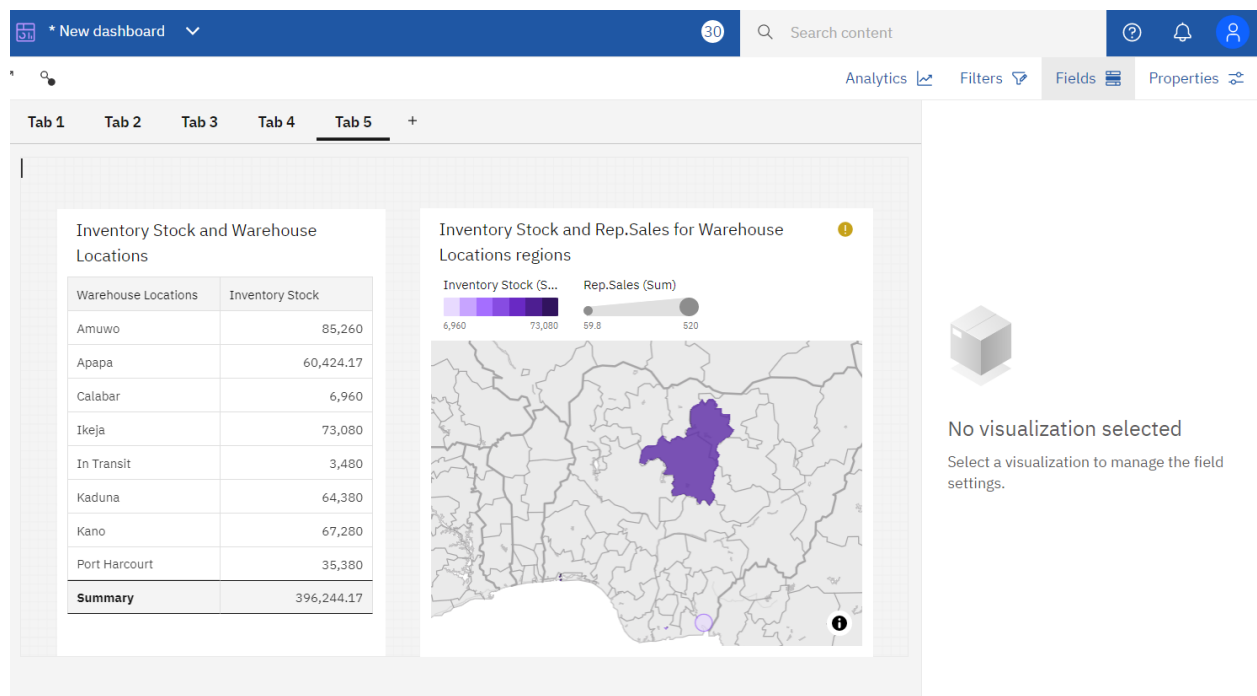 * New dashboard
30
Search content
Analytics
Filters
Fields
Properties
Tab 1 Tab 2 Tab 3 Tab 4 Tab 5 +
Inventory Stock and Warehouse
Locations
Warehouse Locations Inventory Stock
Amuwo 85,260
Apapa 60,424.17
Calabar 6,960
Ikeja 73,080
In Transit 3,480
Kaduna 64,380
Kano 67,280
Port Harcourt 35,380
Summary 396,244.17
Inventory Stock and Rep.Sales for Warehouse
Locations regions
Inventory Stock (S... Rep.Sales (Sum)
6,960 73,080 59.8 520
No visualization selected
Select a visualization to manage the field
settings.